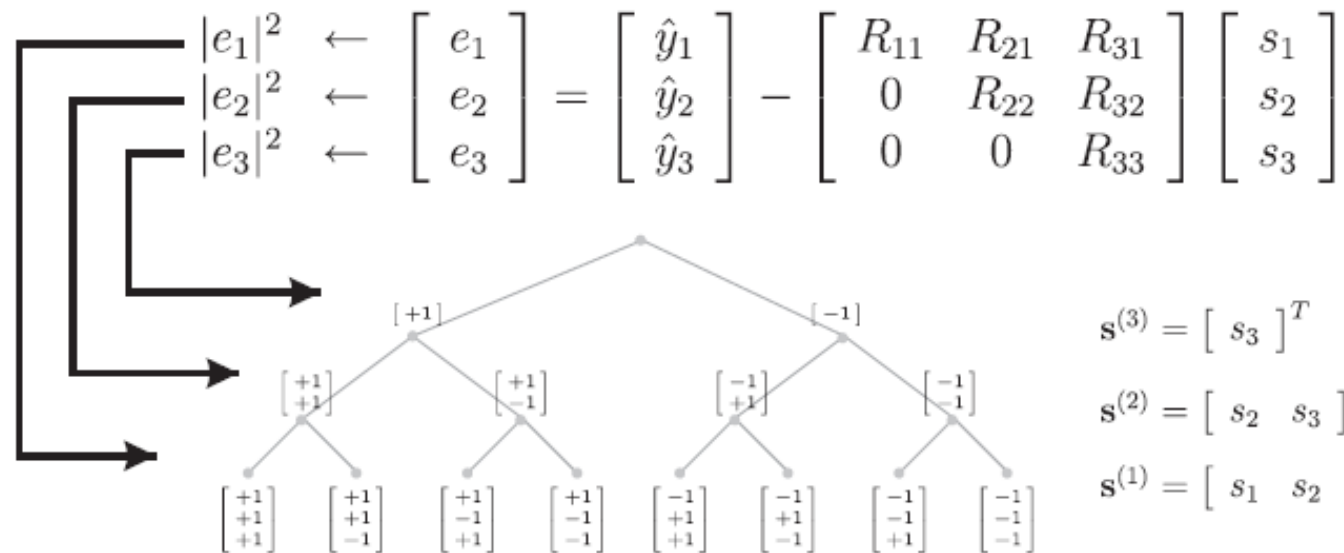 |e₁|² ← [ e₁ ] = [ ŷ₁ ] − [ R₁₁ R₂₁ R₃₁ ] [ s₁ ]
|e₂|² ← [ e₂ ] = [ ŷ₂ ] − [ 0 R₂₂ R₃₂ ] [ s₂ ]
|e₃|² ← [ e₃ ] = [ ŷ₃ ] − [ 0 0 R₃₃ ] [ s₃ ]
[ +1 ] [ −1 ]
s⁽³⁾ = [ s₃ ]ᵀ
[ +1 [ +1 [ −1 [ −1
+1 ] −1 ] +1 ] −1 ]
s⁽²⁾ = [ s₂ s₃ ]
s⁽¹⁾ = [ s₁ s₂
[ +1 [ +1 [ +1 [ +1 [ −1 [ −1 [ −1 [ −1
+1 +1 −1 −1 +1 +1 −1 −1
+1 ] −1 ] +1 ] −1 ] +1 ] −1 ] +1 ] −1 ]